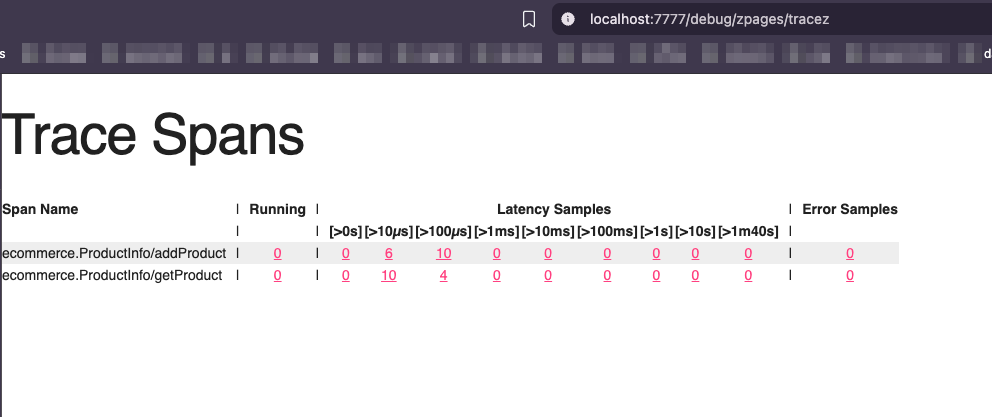 localhost:7777/debug/zpages/tracez
s
d
Trace Spans
Span Name | Running | Latency Samples | Error Samples
| | [>0s] [>10µs] [>100µs] [>1ms] [>10ms] [>100ms] [>1s] [>10s] [>1m40s] |
ecommerce.ProductInfo/addProduct | 0 | 0 6 10 0 0 0 0 0 0 | 0
ecommerce.ProductInfo/getProduct | 0 | 0 10 4 0 0 0 0 0 0 | 0